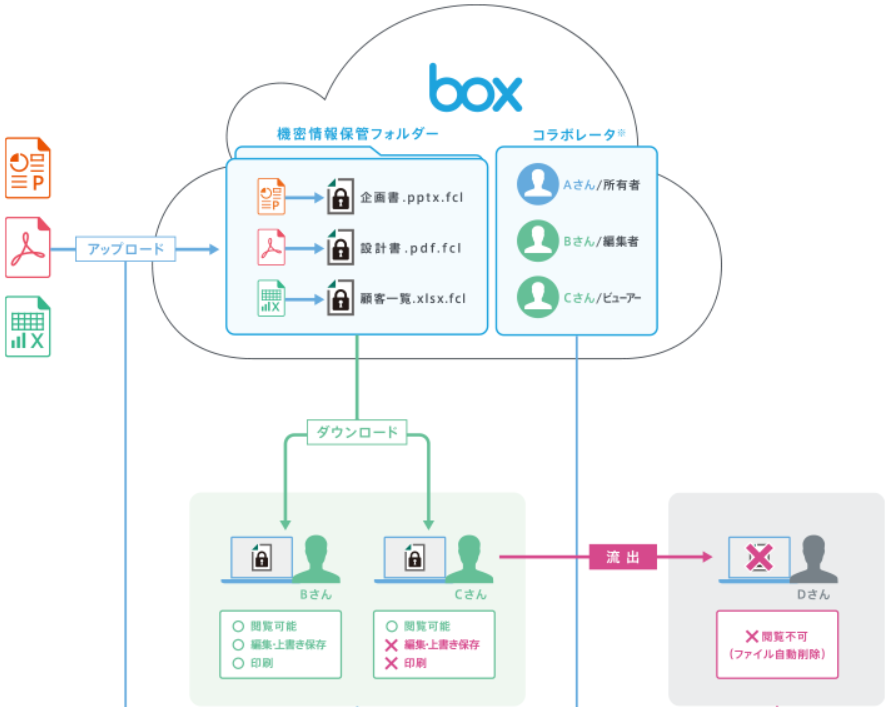 box
機密情報保管フォルダー
コラボレータ※
P
X
アップロード
P
企画書.pptx.fcl
設計書.pdf.fcl
顧客一覧.xlsx.fcl
Aさん/所有者
Bさん/編集者
Cさん/ビューアー
ダウンロード
流出
Bさん
Cさん
Dさん
○ 閲覧可能
○ 編集・上書き保存
○ 印刷
○ 閲覧可能
× 編集・上書き保存
× 印刷
×閲覧不可
(ファイル自動削除)